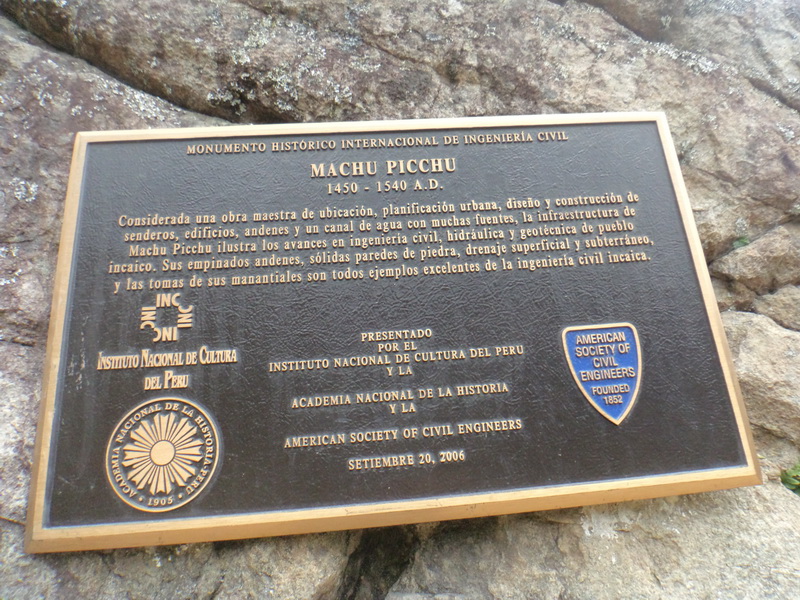 MONUMENTO HISTÓRICO INTERNACIONAL DE INGENIERÍA CIVIL
MACHU PICCHU
1450 - 1540 A.D.
Considerada una obra maestra de ubicación, planificación urbana, diseño y construcción de
senderos, edificios, andenes y un canal de agua con muchas fuentes, la infraestructura de
Machu Picchu ilustra los avances en ingeniería civil, hidráulica y geotécnica de pueblo
incaico. Sus empinados andenes, sólidas paredes de piedra, drenaje superficial y subterráneo,
y las tomas de sus manantiales son todos ejemplos excelentes de la ingeniería civil incaica.
INC
INC
INC
INC
INSTITUTO NACIONAL DE CULTURA
DEL PERU
ACADEMIA NACIONAL DE LA HISTORIA-PERU
• 1905 •
PRESENTADO
POR EL
INSTITUTO NACIONAL DE CULTURA DEL PERU
Y LA
ACADEMIA NACIONAL DE LA HISTORIA
Y LA
AMERICAN SOCIETY OF CIVIL ENGINEERS
SETIEMBRE 20, 2006
AMERICAN
SOCIETY OF
CIVIL
ENGINEERS
FOUNDED
1852